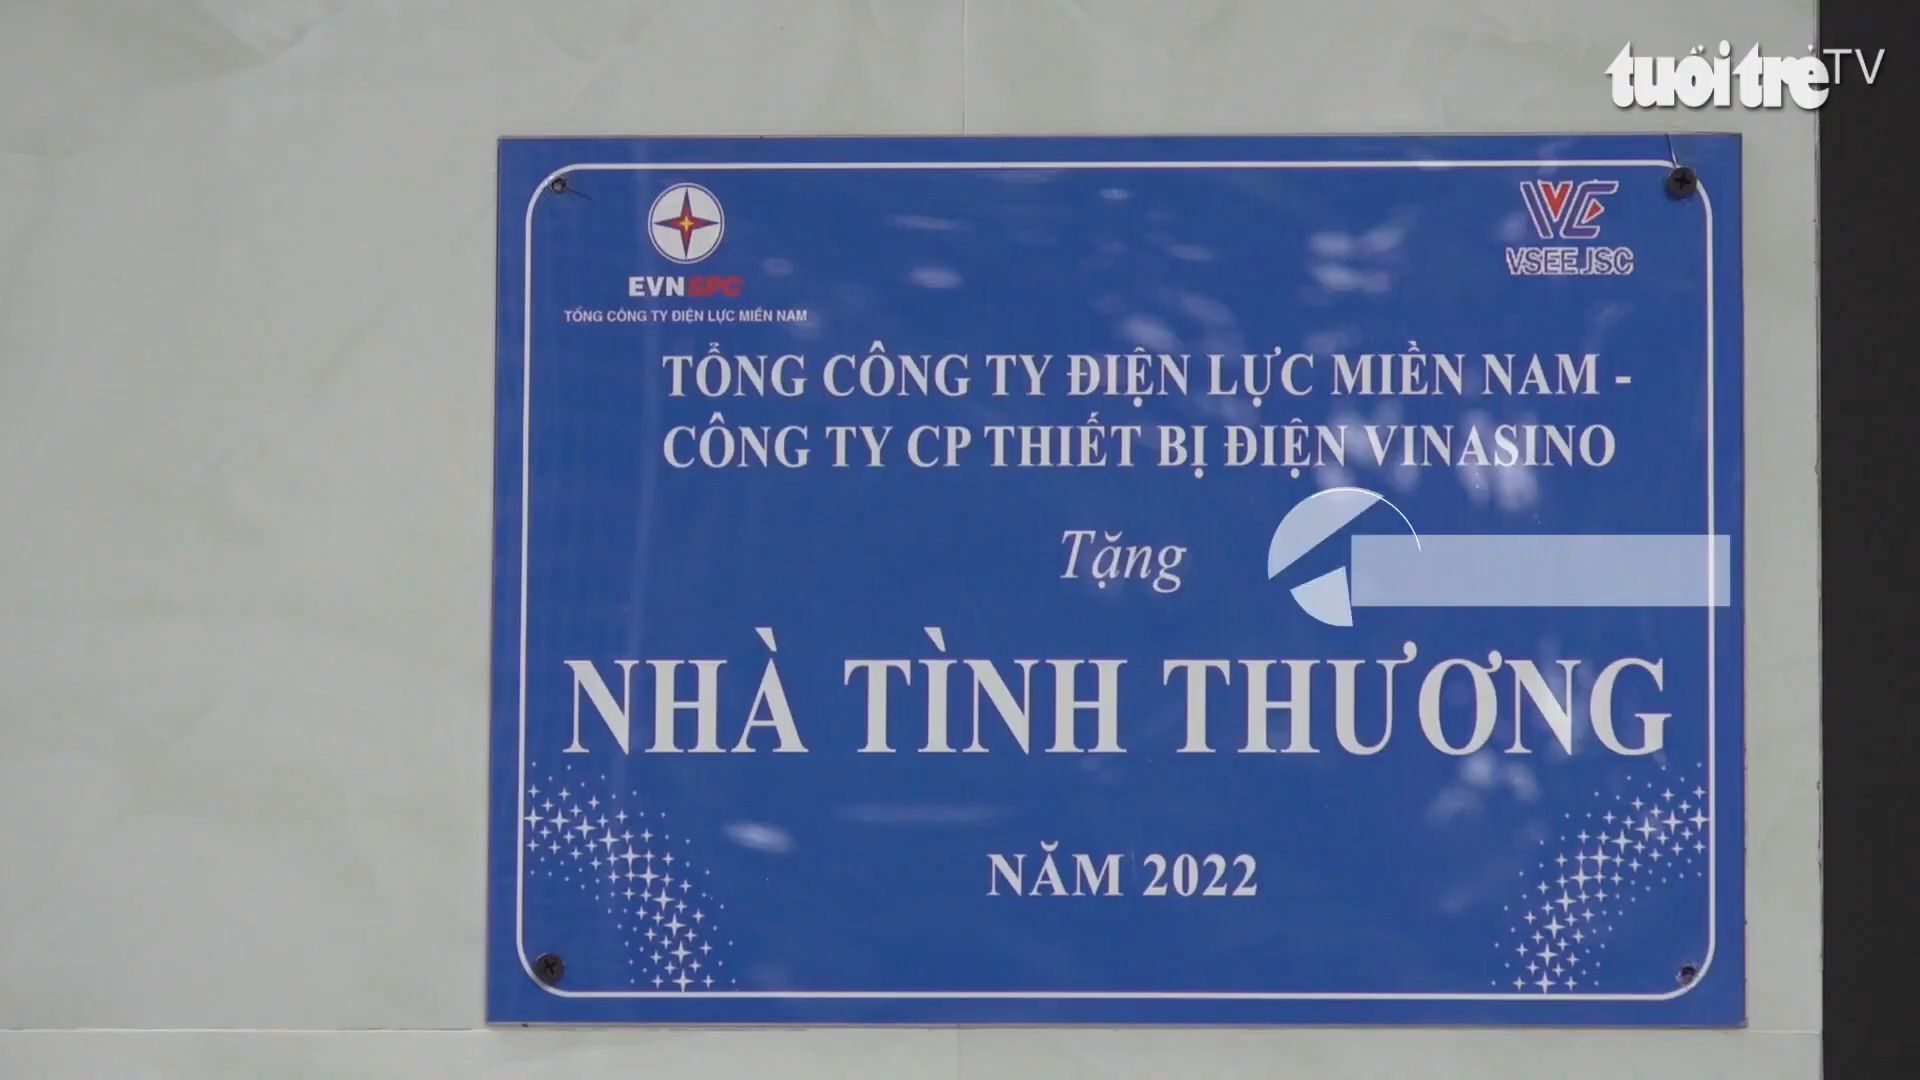 tuổi trẻ TV
EVNSPC
TỔNG CÔNG TY ĐIỆN LỰC MIỀN NAM
VSEE.,JSC
TỔNG CÔNG TY ĐIỆN LỰC MIỀN NAM -
CÔNG TY CP THIẾT BỊ ĐIỆN VINASINO
Tặng
NHÀ TÌNH THƯƠNG
NĂM 2022